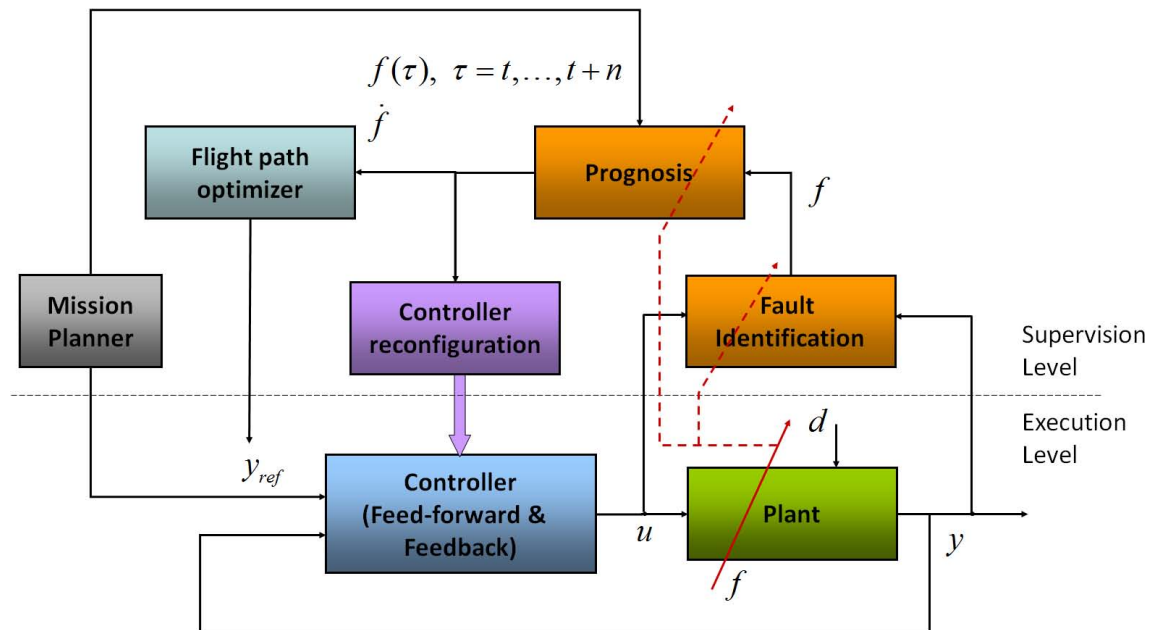 f(τ), τ = t,…,t + n
ḟ
Flight path
optimizer
Prognosis
f
Mission
Planner
Controller
reconfiguration
Fault
Identification
Supervision
Level
Execution
Level
d
y_ref
Controller
(Feed-forward &
Feedback)
u
Plant
y
f